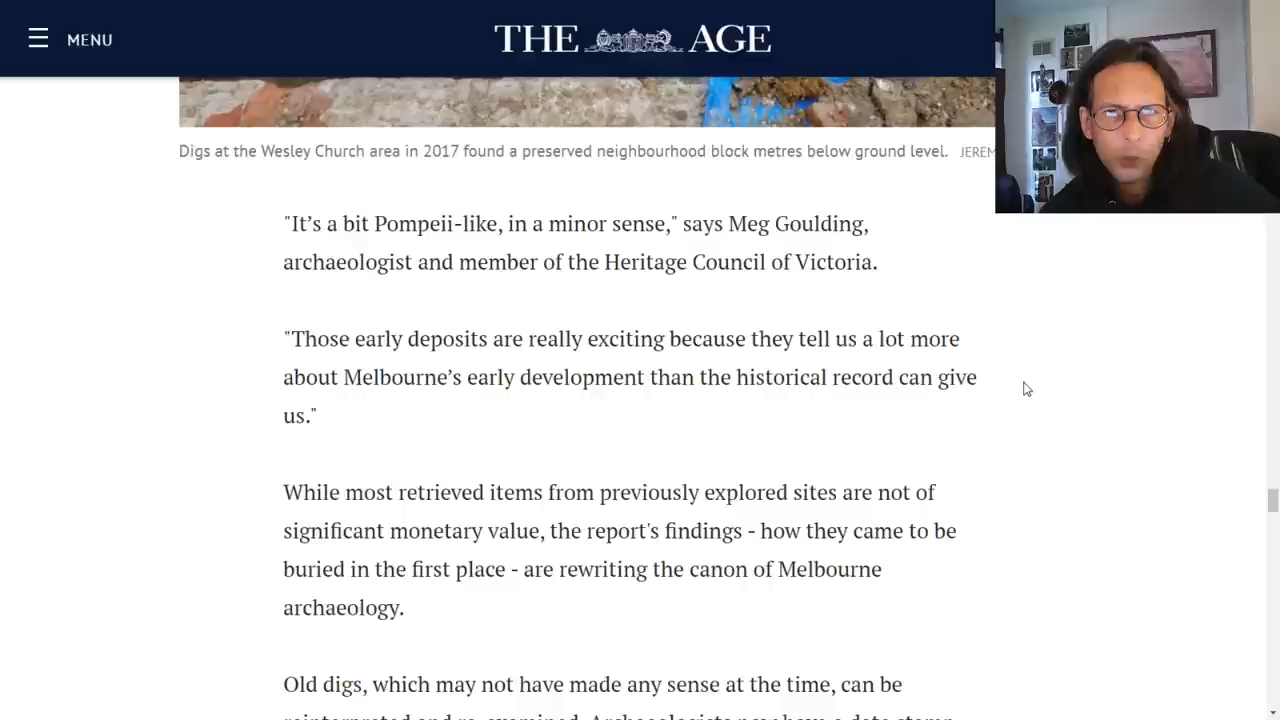 MENU
THE AGE
Digs at the Wesley Church area in 2017 found a preserved neighbourhood block metres below ground level.
"It’s a bit Pompeii-like, in a minor sense," says Meg Goulding,
archaeologist and member of the Heritage Council of Victoria.
"Those early deposits are really exciting because they tell us a lot more
about Melbourne’s early development than the historical record can give
us."
While most retrieved items from previously explored sites are not of
significant monetary value, the report's findings - how they came to be
buried in the first place - are rewriting the canon of Melbourne
archaeology.
Old digs, which may not have made any sense at the time, can be